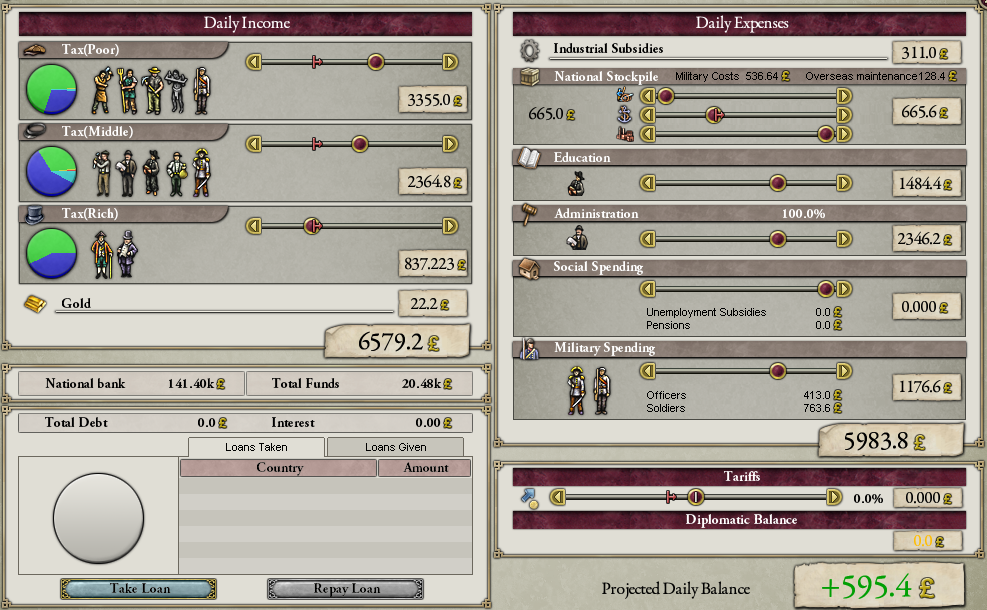 Daily Income
Tax(Poor)
3355.0£
Tax(Middle)
2364.8£
Tax(Rich)
837.223£
Gold
22.2£
6579.2£
National bank 141.40k£
Total Funds 20.48k£
Total Debt 0.0£
Interest 0.00£
Loans Taken
Loans Given
Country
Amount
Take Loan
Repay Loan
Daily Expenses
Industrial Subsidies
311.0£
National Stockpile
Military Costs 536.64£
Overseas maintenance128.4£
665.0£
665.6£
Education
1484.4£
Administration
100.0%
2346.2£
Social Spending
0.000£
Unemployment Subsidies 0.0£
Pensions 0.0£
Military Spending
1176.6£
Officers 413.0£
Soldiers 763.6£
5983.8£
Tariffs
0.0%
0.000£
Diplomatic Balance
0.0£
Projected Daily Balance
+595.4£